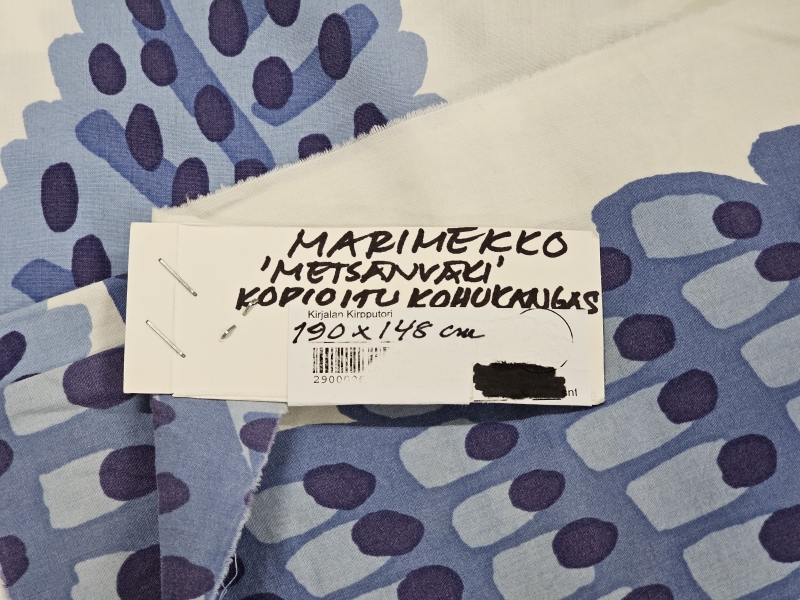 MARIMEKKO
'METSÄNVÄKI'
KOPIOITU KOHUKANGAS
Kirjalan Kirpputori
190 x 148 cm